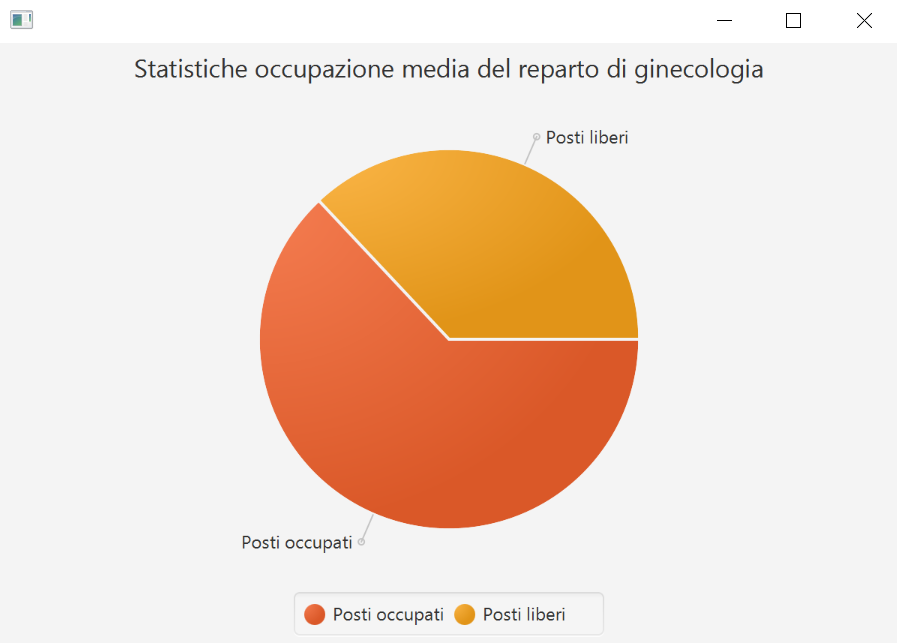 Statistiche occupazione media del reparto di ginecologia
Posti liberi
Posti occupati
Posti occupati Posti liberi